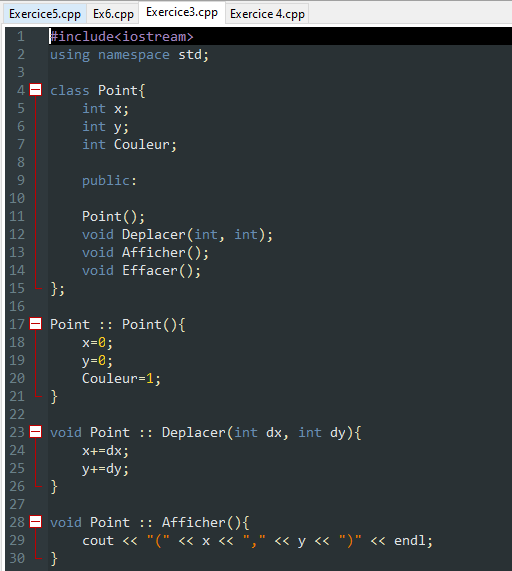 Exercice5.cpp Ex6.cpp Exercice3.cpp Exercice 4.cpp
1 #include<iostream>
2 using namespace std;
3
4 class Point{
5 int x;
6 int y;
7 int Couleur;
8
9 public:
10
11 Point();
12 void Deplacer(int, int);
13 void Afficher();
14 void Effacer();
15 };
16
17 Point :: Point(){
18 x=0;
19 y=0;
20 Couleur=1;
21 }
22
23 void Point :: Deplacer(int dx, int dy){
24 x+=dx;
25 y+=dy;
26 }
27
28 void Point :: Afficher(){
29 cout << "(" << x << "," << y << ")" << endl;
30 }